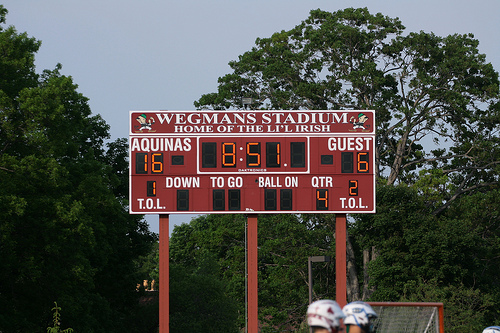 WEGMANS STADIUM
HOME OF THE LI'L IRISH
AQUINAS 8:51 GUEST
16 6
DAKTRONICS
1 DOWN TO GO BALL ON QTR 2
T.O.L. 4 T.O.L.